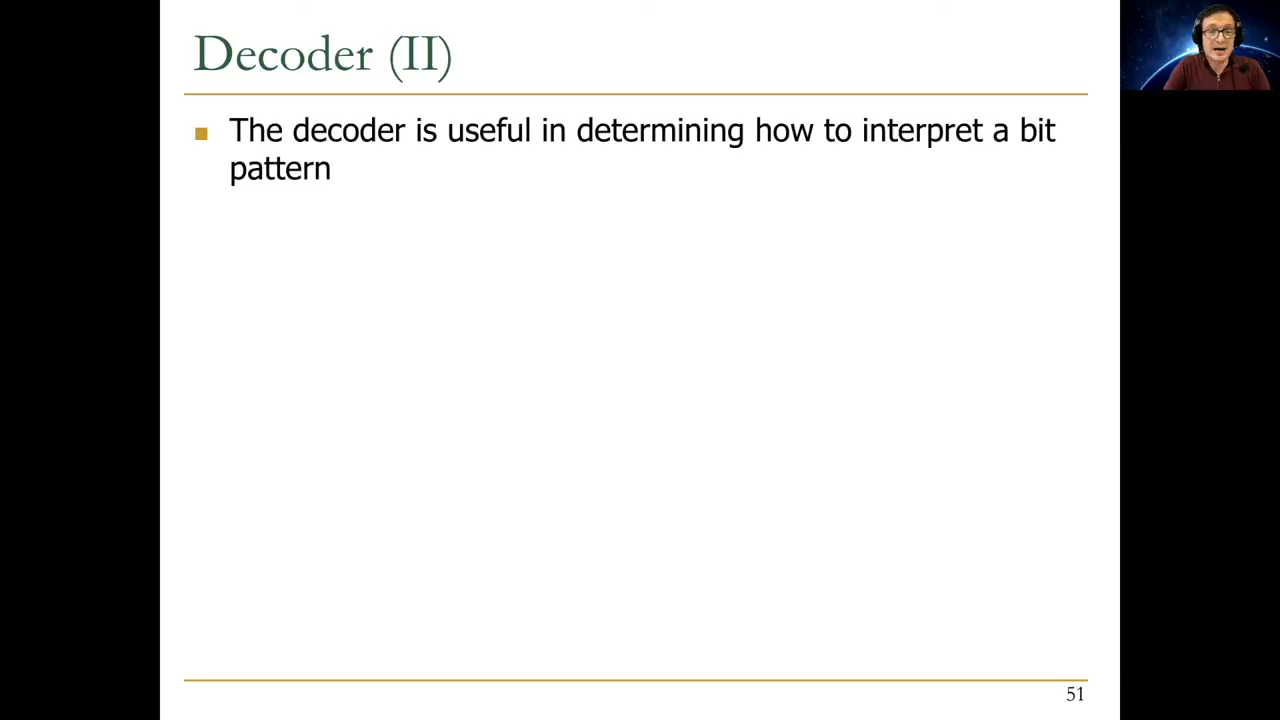 Decoder (II)
The decoder is useful in determining how to interpret a bit
pattern
51